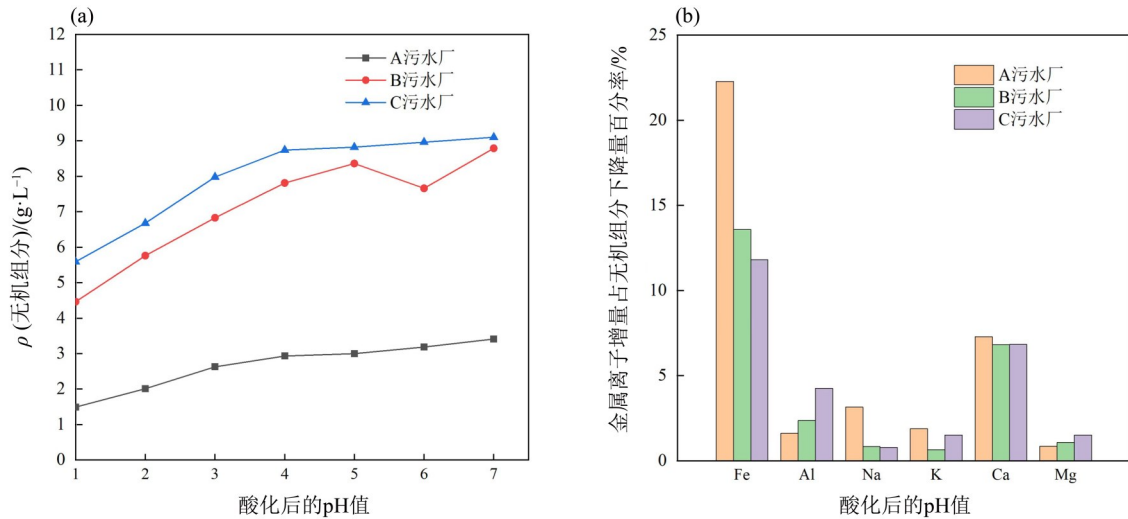 (a)
12
11
10
9
8
7
6
5
4
3
2
1
0
ρ (无机组分)/(g·L⁻¹)
A污水厂
B污水厂
C污水厂
1 2 3 4 5 6 7
酸化后的pH值
(b)
25
20
15
10
5
0
金属离子增量占无机组分下降量百分率/%
A污水厂
B污水厂
C污水厂
Fe Al Na K Ca Mg
酸化后的pH值